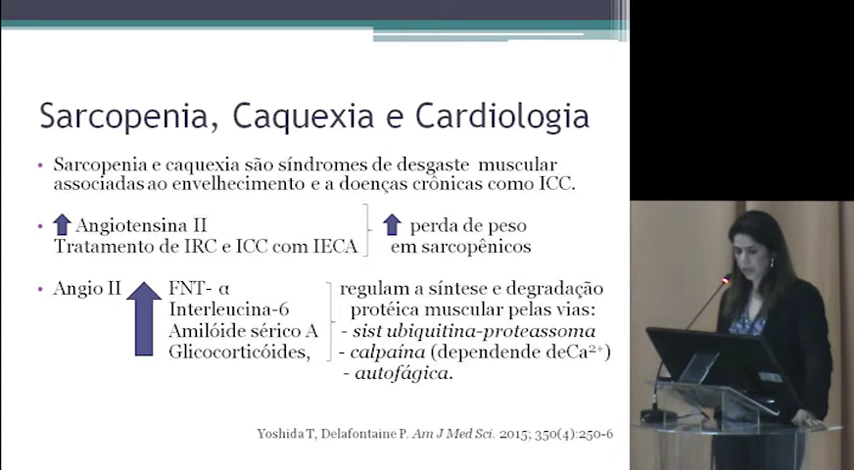 Sarcopenia, Caquexia e Cardiologia
• Sarcopenia e caquexia são síndromes de desgaste muscular
associadas ao envelhecimento e a doenças crônicas como ICC.
• Angiotensina II perda de peso
Tratamento de IRC e ICC com IECA em sarcopênicos
• Angio II FNT- α regulam a síntese e degradação
Interleucina-6 protéica muscular pelas vias:
Amilóide sérico A - sist ubiquitina-proteassoma
Glicocorticóides, - calpaína (dependende deCa²⁺)
- autofágica.
Yoshida T, Delafontaine P. Am J Med Sci. 2015; 350(4):250-6